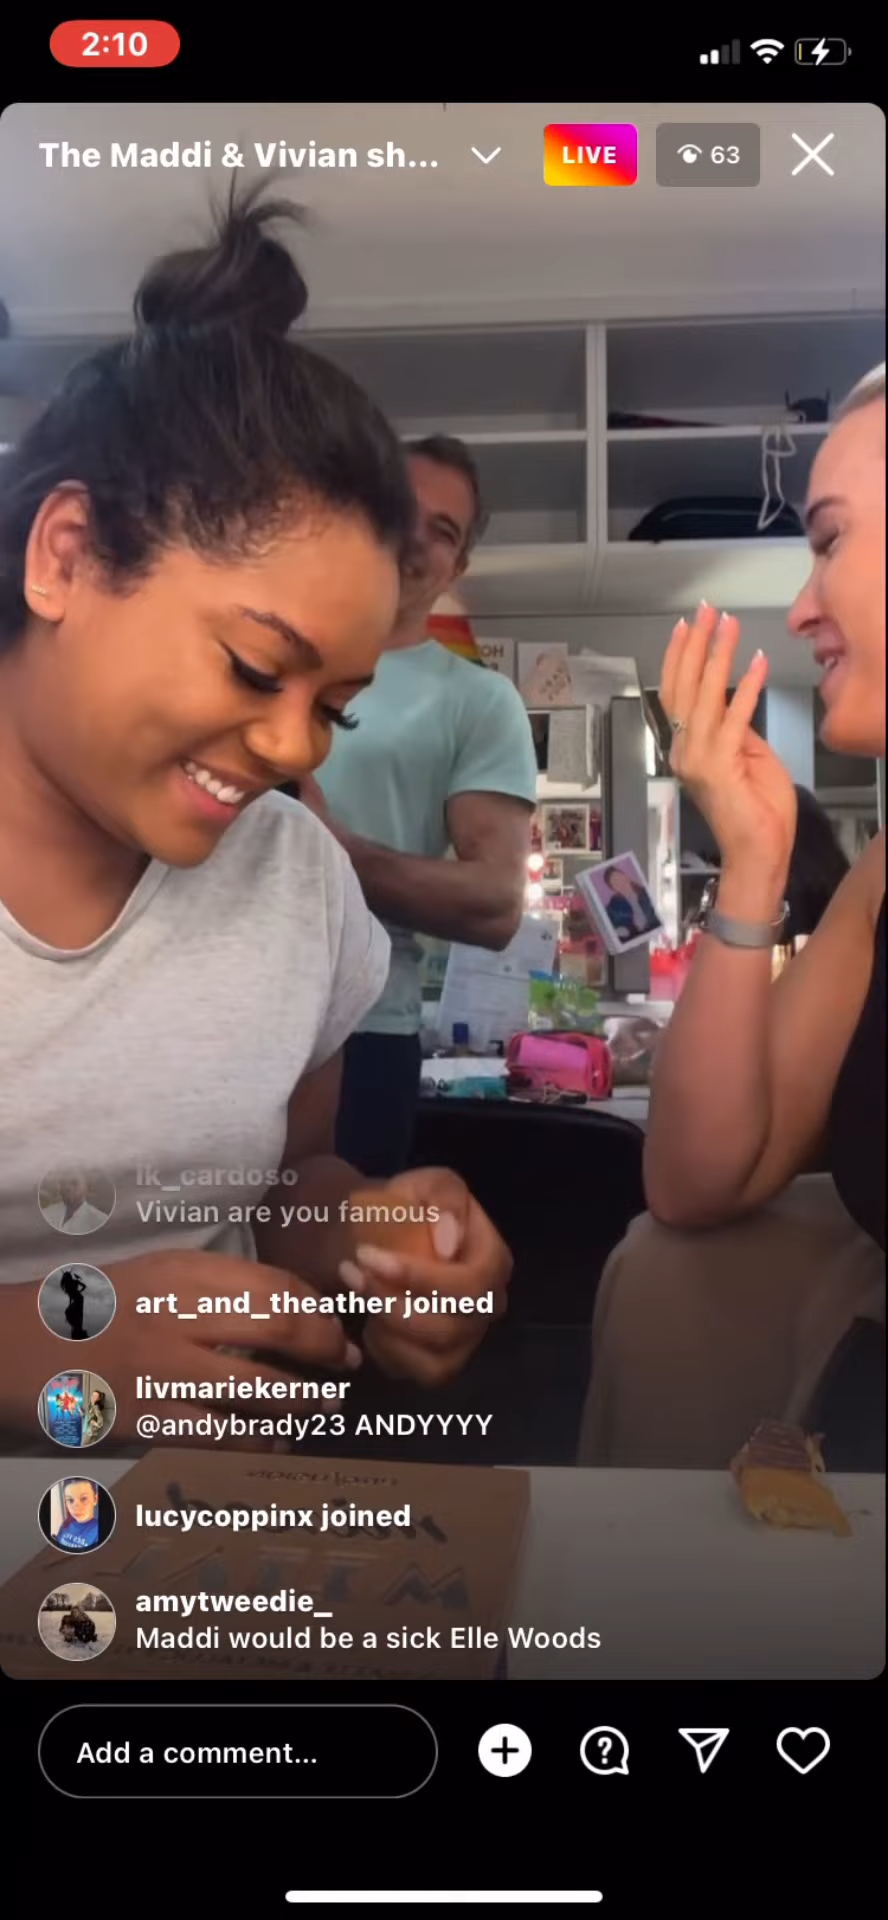 2:10
The Maddi & Vivian sh...
LIVE
63
lk_cardoso
Vivian are you famous
art_and_theather joined
livmariekerner
@andybrady23 ANDYYYY
lucycoppinx joined
amytweedie_
Maddi would be a sick Elle Woods
Add a comment...